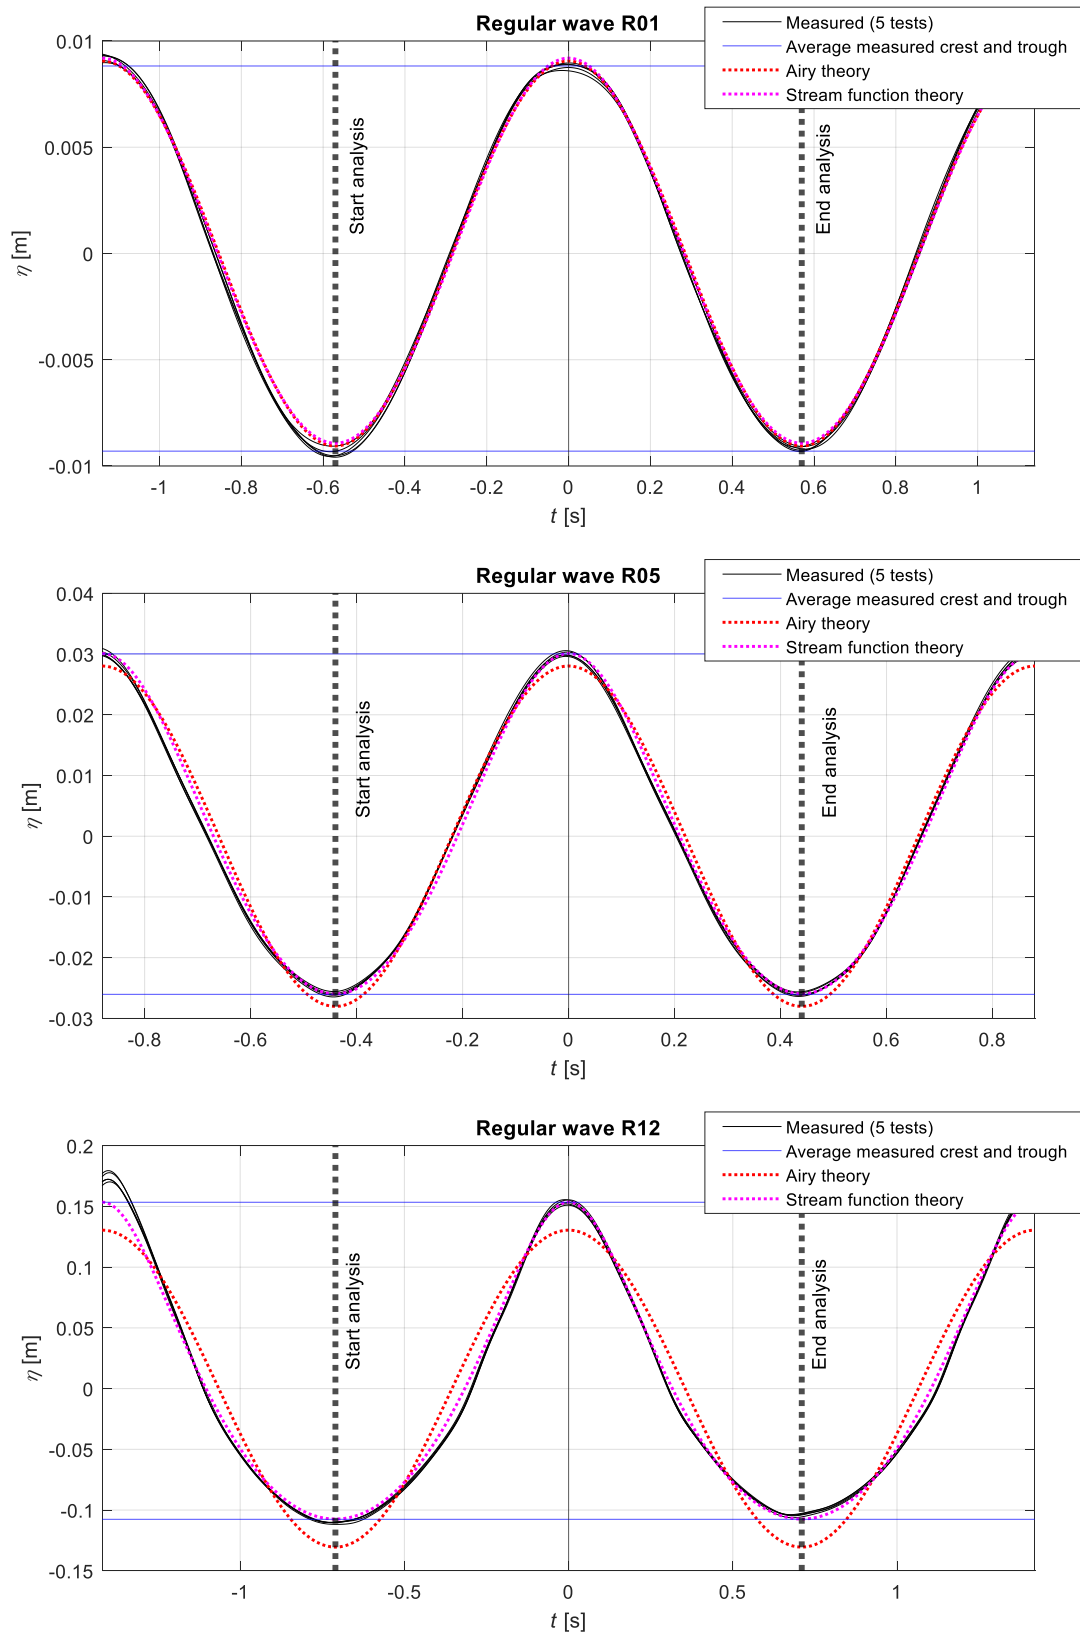 Regular wave R01
Measured (5 tests)
Average measured crest and trough
Airy theory
Stream function theory
0.01
0.005
0
-0.005
-0.01
η [m]
Start analysis
End analysis
-1 -0.8 -0.6 -0.4 -0.2 0 0.2 0.4 0.6 0.8 1
t [s]
Regular wave R05
Measured (5 tests)
Average measured crest and trough
Airy theory
Stream function theory
0.04
0.03
0.02
0.01
0
-0.01
-0.02
-0.03
η [m]
Start analysis
End analysis
-0.8 -0.6 -0.4 -0.2 0 0.2 0.4 0.6 0.8
t [s]
Regular wave R12
Measured (5 tests)
Average measured crest and trough
Airy theory
Stream function theory
0.2
0.15
0.1
0.05
0
-0.05
-0.1
-0.15
η [m]
Start analysis
End analysis
-1 -0.5 0 0.5 1
t [s]